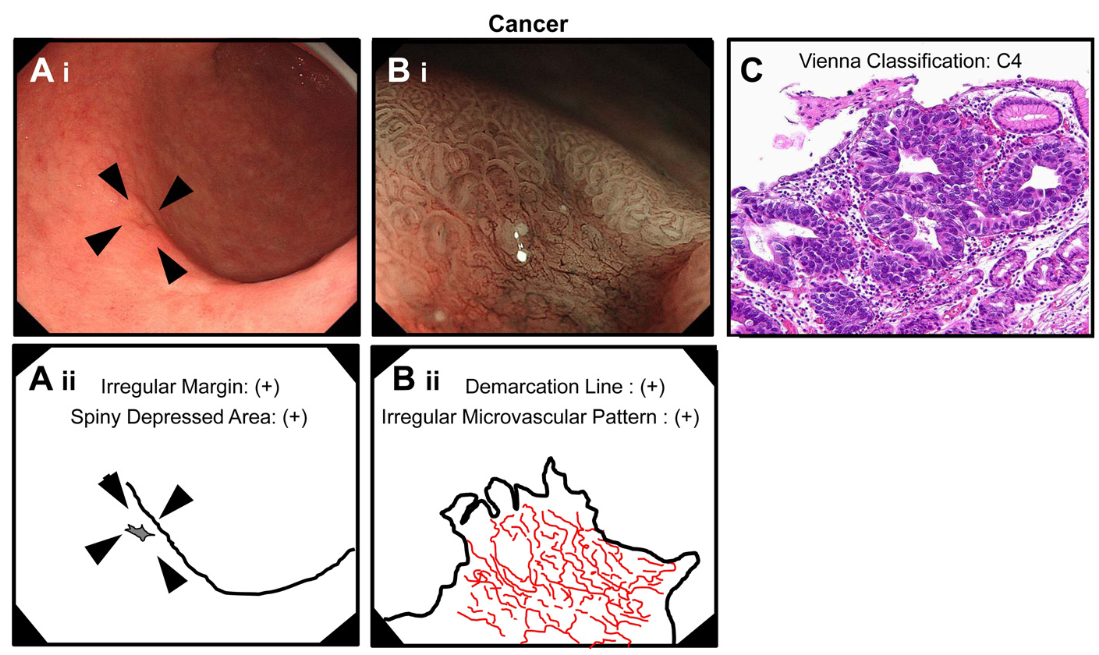 Cancer
A i
B i
C
Vienna Classification: C4
A ii
Irregular Margin: (+)
Spiny Depressed Area: (+)
B ii
Demarcation Line : (+)
Irregular Microvascular Pattern : (+)